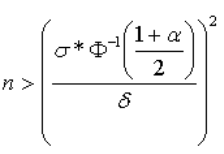 n > ( σ * Φ⁻¹( (1 + α) / 2 ) / δ )²